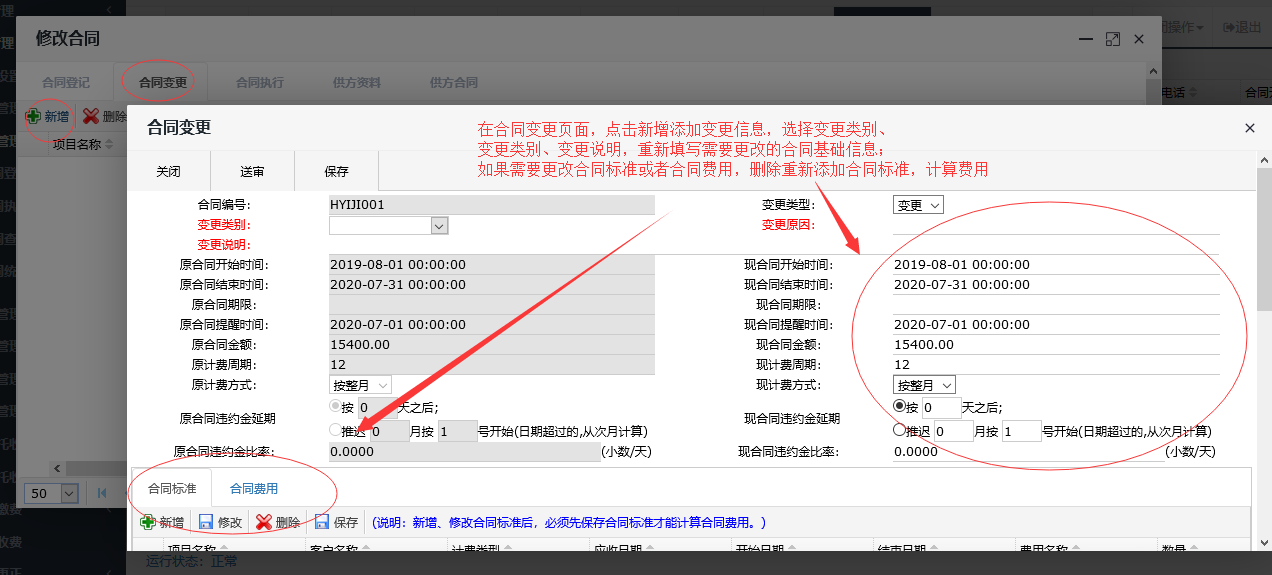 管理
修改合同
操作
退出
合同登记 合同变更 合同执行 供方资料 供方合同
电话
新增 删除
项目名称
合同变更
在合同变更页面，点击新增添加变更信息，选择变更类别、
变更类别、变更说明，重新填写需要更改的合同基础信息；
如果需要更改合同标准或者合同费用，删除重新添加合同标准，计算费用
关闭 送审 保存
合同编号: HYIJI001 变更类型: 变更
变更类别: 变更原因:
变更说明:
原合同开始时间: 2019-08-01 00:00:00 现合同开始时间: 2019-08-01 00:00:00
原合同结束时间: 2020-07-31 00:00:00 现合同结束时间: 2020-07-31 00:00:00
原合同期限: 现合同期限:
原合同提醒时间: 2020-07-01 00:00:00 现合同提醒时间: 2020-07-01 00:00:00
原合同金额: 15400.00 现合同金额: 15400.00
原计费周期: 12 现计费周期: 12
原计费方式: 按整月 现计费方式: 按整月
原合同违约金延期 按 0 天之后; 现合同违约金延期 按 0 天之后;
推迟 0 月按 1 号开始(日期超过的,从次月计算) 推迟 0 月按 1 号开始(日期超过的,从次月计算)
原合同违约金比率: 0.0000 (小数/天) 现合同违约金比率: 0.0000 (小数/天)
合同标准 合同费用
50
新增 修改 删除 保存 (说明：新增、修改合同标准后，必须先保存合同标准才能计算合同费用。)
项目名称 客户名称 计费类型 应收日期 开始日期 结束日期 费用名称 数量
运行状态：正常